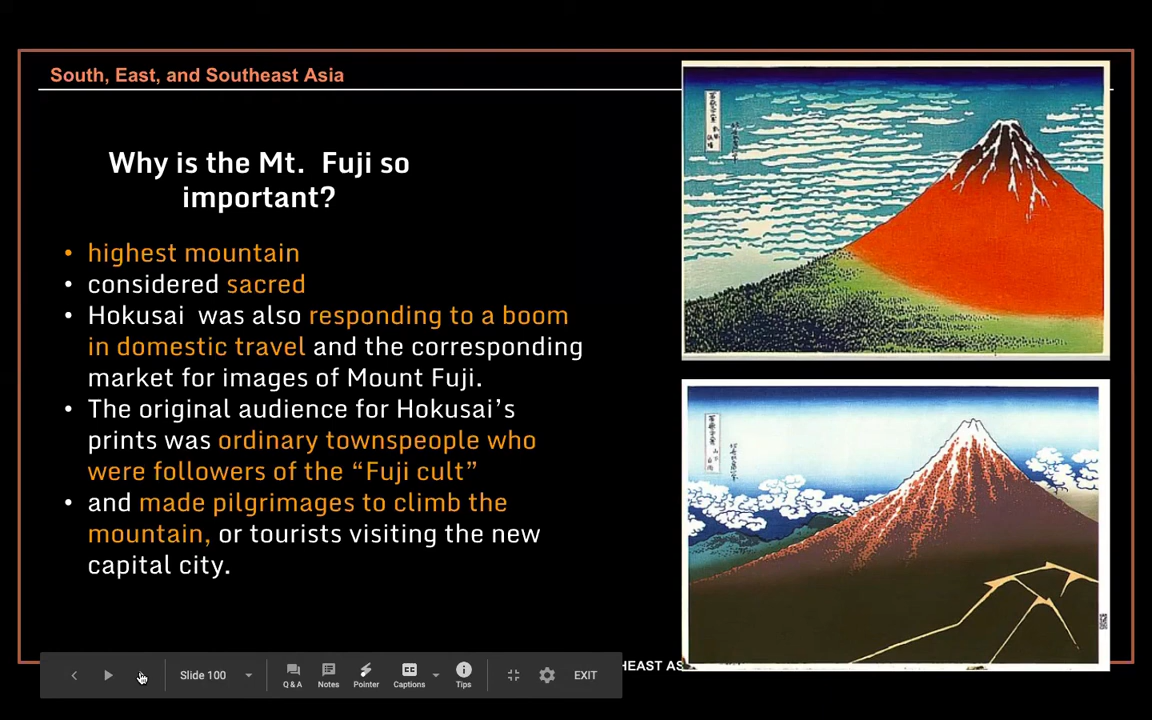 South, East, and Southeast Asia
Why is the Mt. Fuji so
important?
• highest mountain
• considered sacred
• Hokusai was also responding to a boom
in domestic travel and the corresponding
market for images of Mount Fuji.
• The original audience for Hokusai’s
prints was ordinary townspeople who
were followers of the “Fuji cult”
• and made pilgrimages to climb the
mountain, or tourists visiting the new
capital city.
HEAST AS
Slide 100
Q & A
Notes
Pointer
CC
Captions
Tips
EXIT